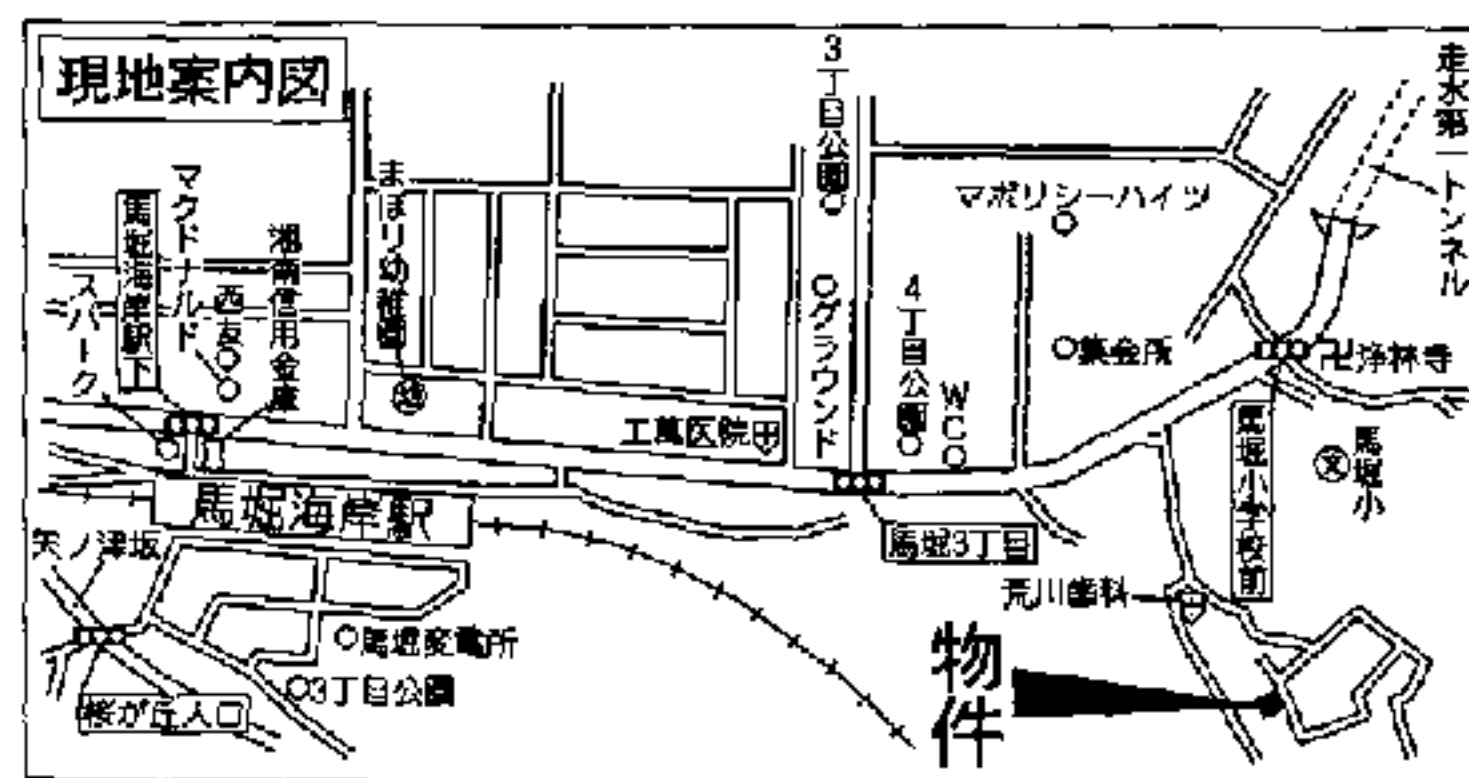 現地案内図
馬堀海岸駅下
マクドナルド
スパーク
西友
湘南信用金庫
まほり幼稚園
3丁目公園
グラウンド
4丁目公園
WC
マボリシーハイツ
集会所
走水第一トンネル
卍浄林寺
工萬医院
馬堀海岸駅
馬堀3丁目
馬堀小学校前
文
馬堀小
矢ノ津坂
馬堀変電所
3丁目公園
桜が丘入口
荒川歯科
物件